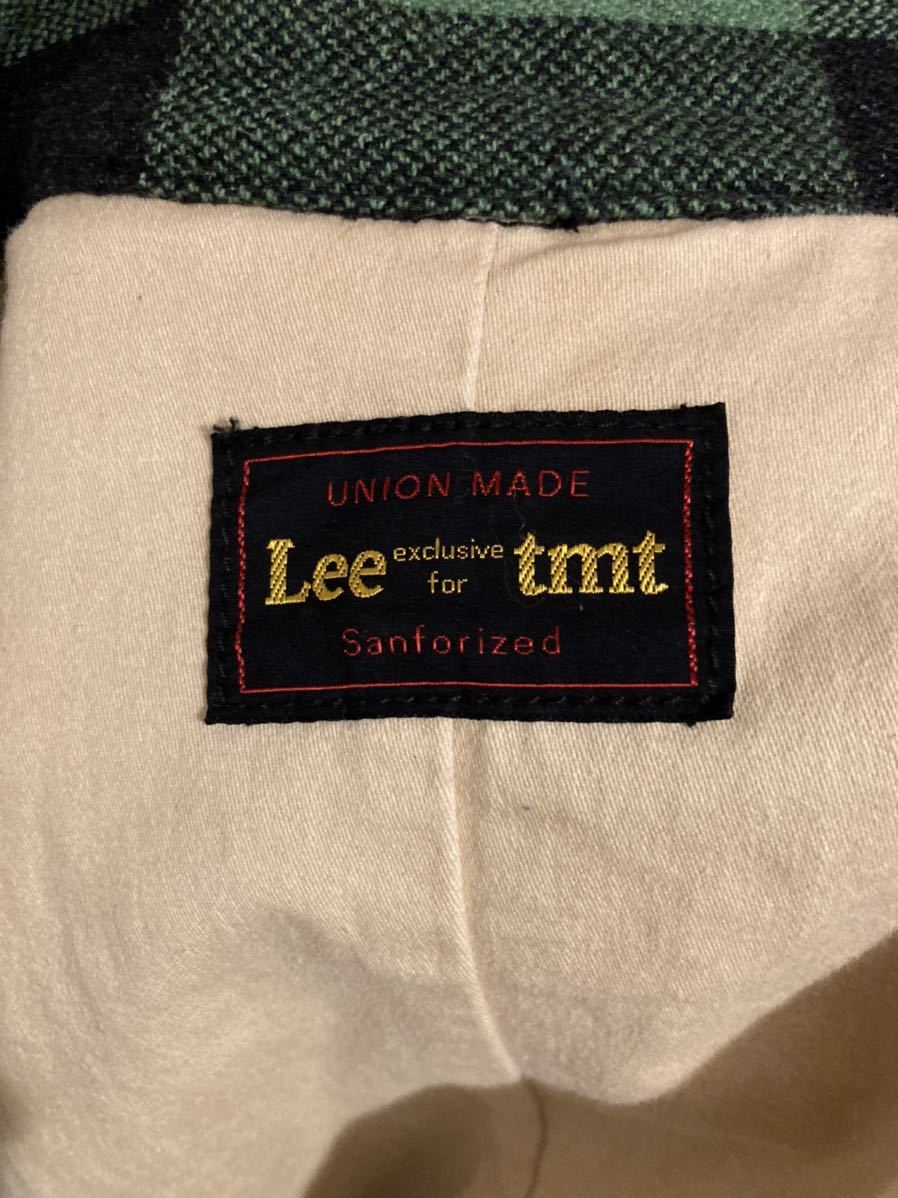 UNION MADE
Lee exclusive for tmt
Sanforized